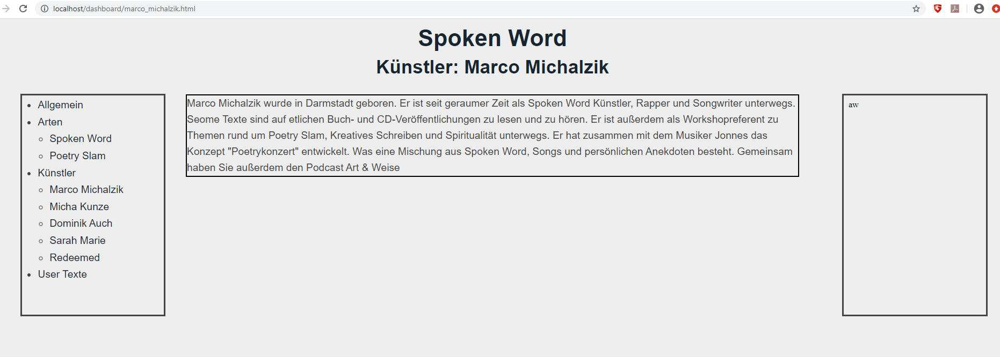 localhost/dashboard/marco_michalzik.html
Spoken Word
Künstler: Marco Michalzik
Allgemein
Arten
Spoken Word
Poetry Slam
Künstler
Marco Michalzik
Micha Kunze
Dominik Auch
Sarah Marie
Redeemed
User Texte
Marco Michalzik wurde in Darmstadt geboren. Er ist seit geraumer Zeit als Spoken Word Künstler, Rapper und Songwriter unterwegs.
Seome Texte sind auf etlichen Buch- und CD-Veröffentlichungen zu lesen und zu hören. Er ist außerdem als Workshopreferent zu
Themen rund um Poetry Slam, Kreatives Schreiben und Spiritualität unterwegs. Er hat zusammen mit dem Musiker Jonnes das
Konzept "Poetrykonzert" entwickelt. Was eine Mischung aus Spoken Word, Songs und persönlichen Anekdoten besteht. Gemeinsam
haben Sie außerdem den Podcast Art & Weise
aw